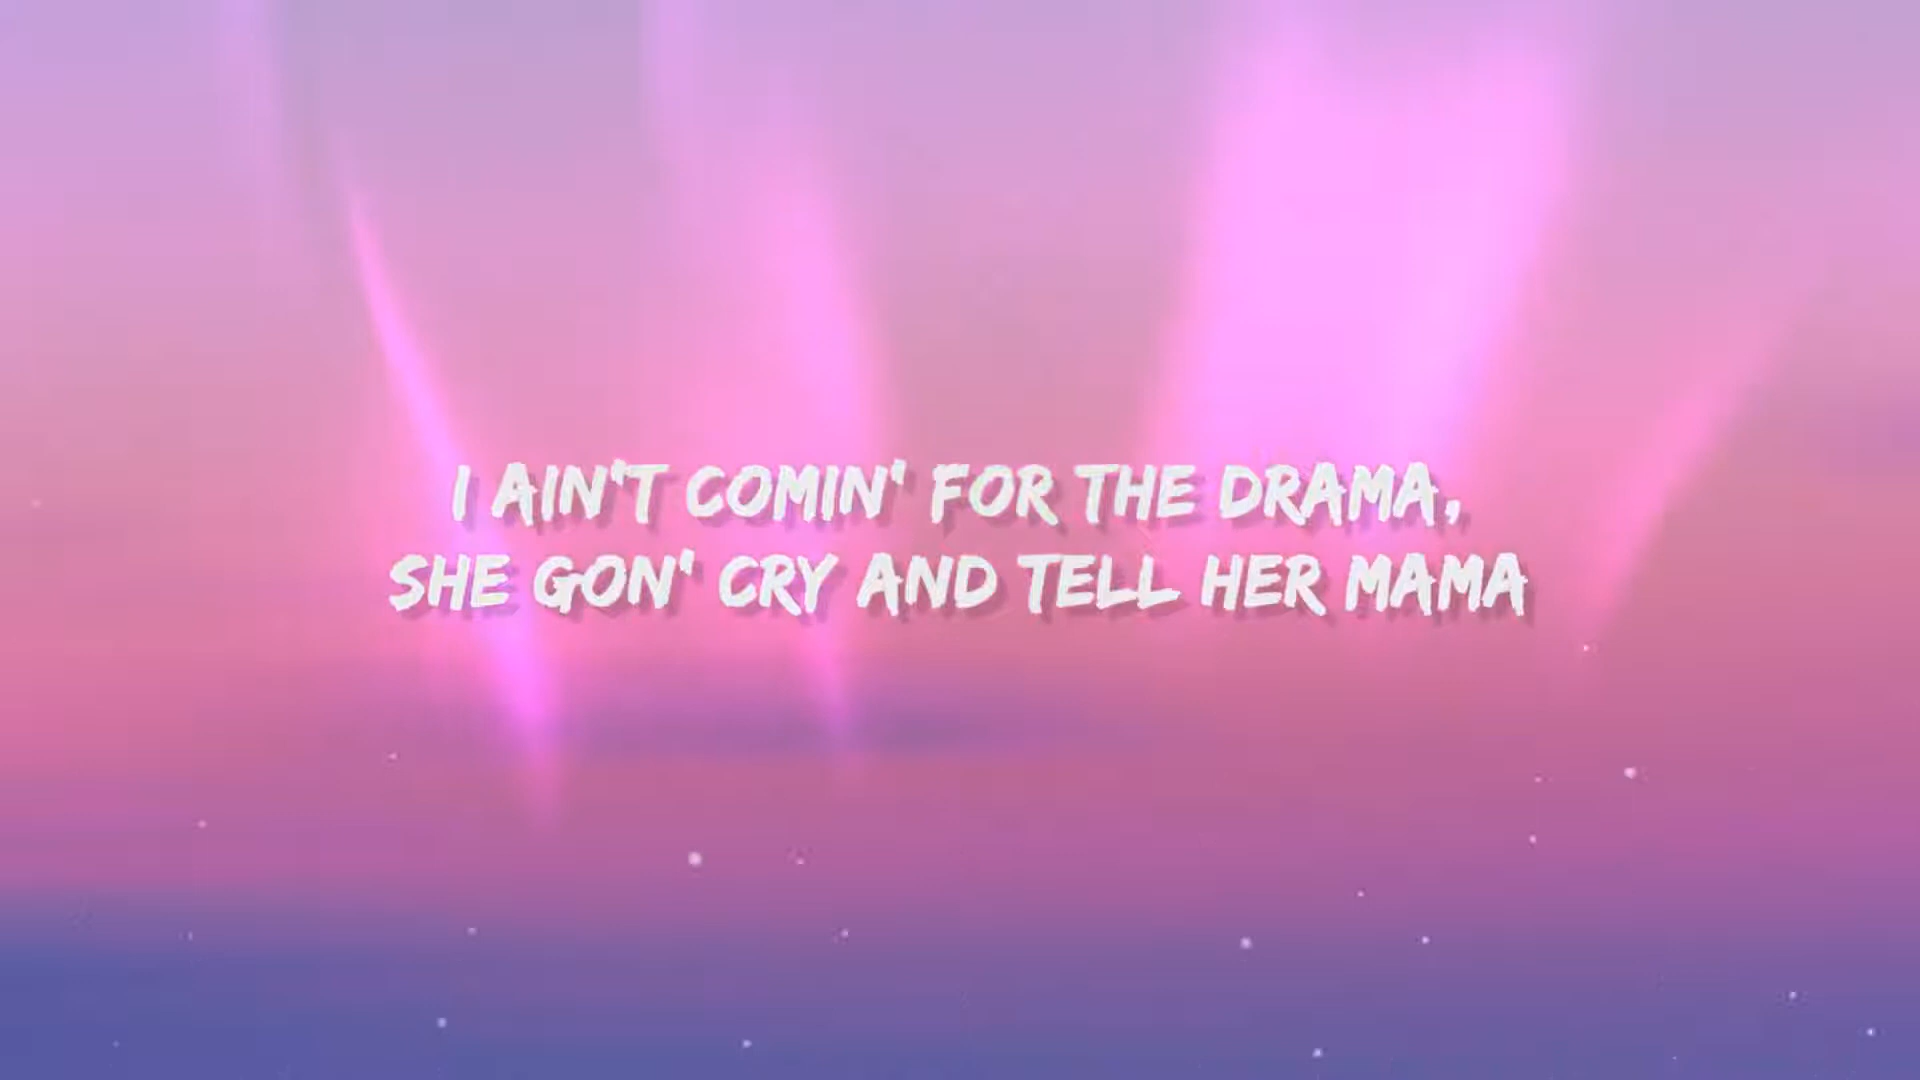 I AIN'T COMIN' FOR THE DRAMA,
SHE GON' CRY AND TELL HER MAMA